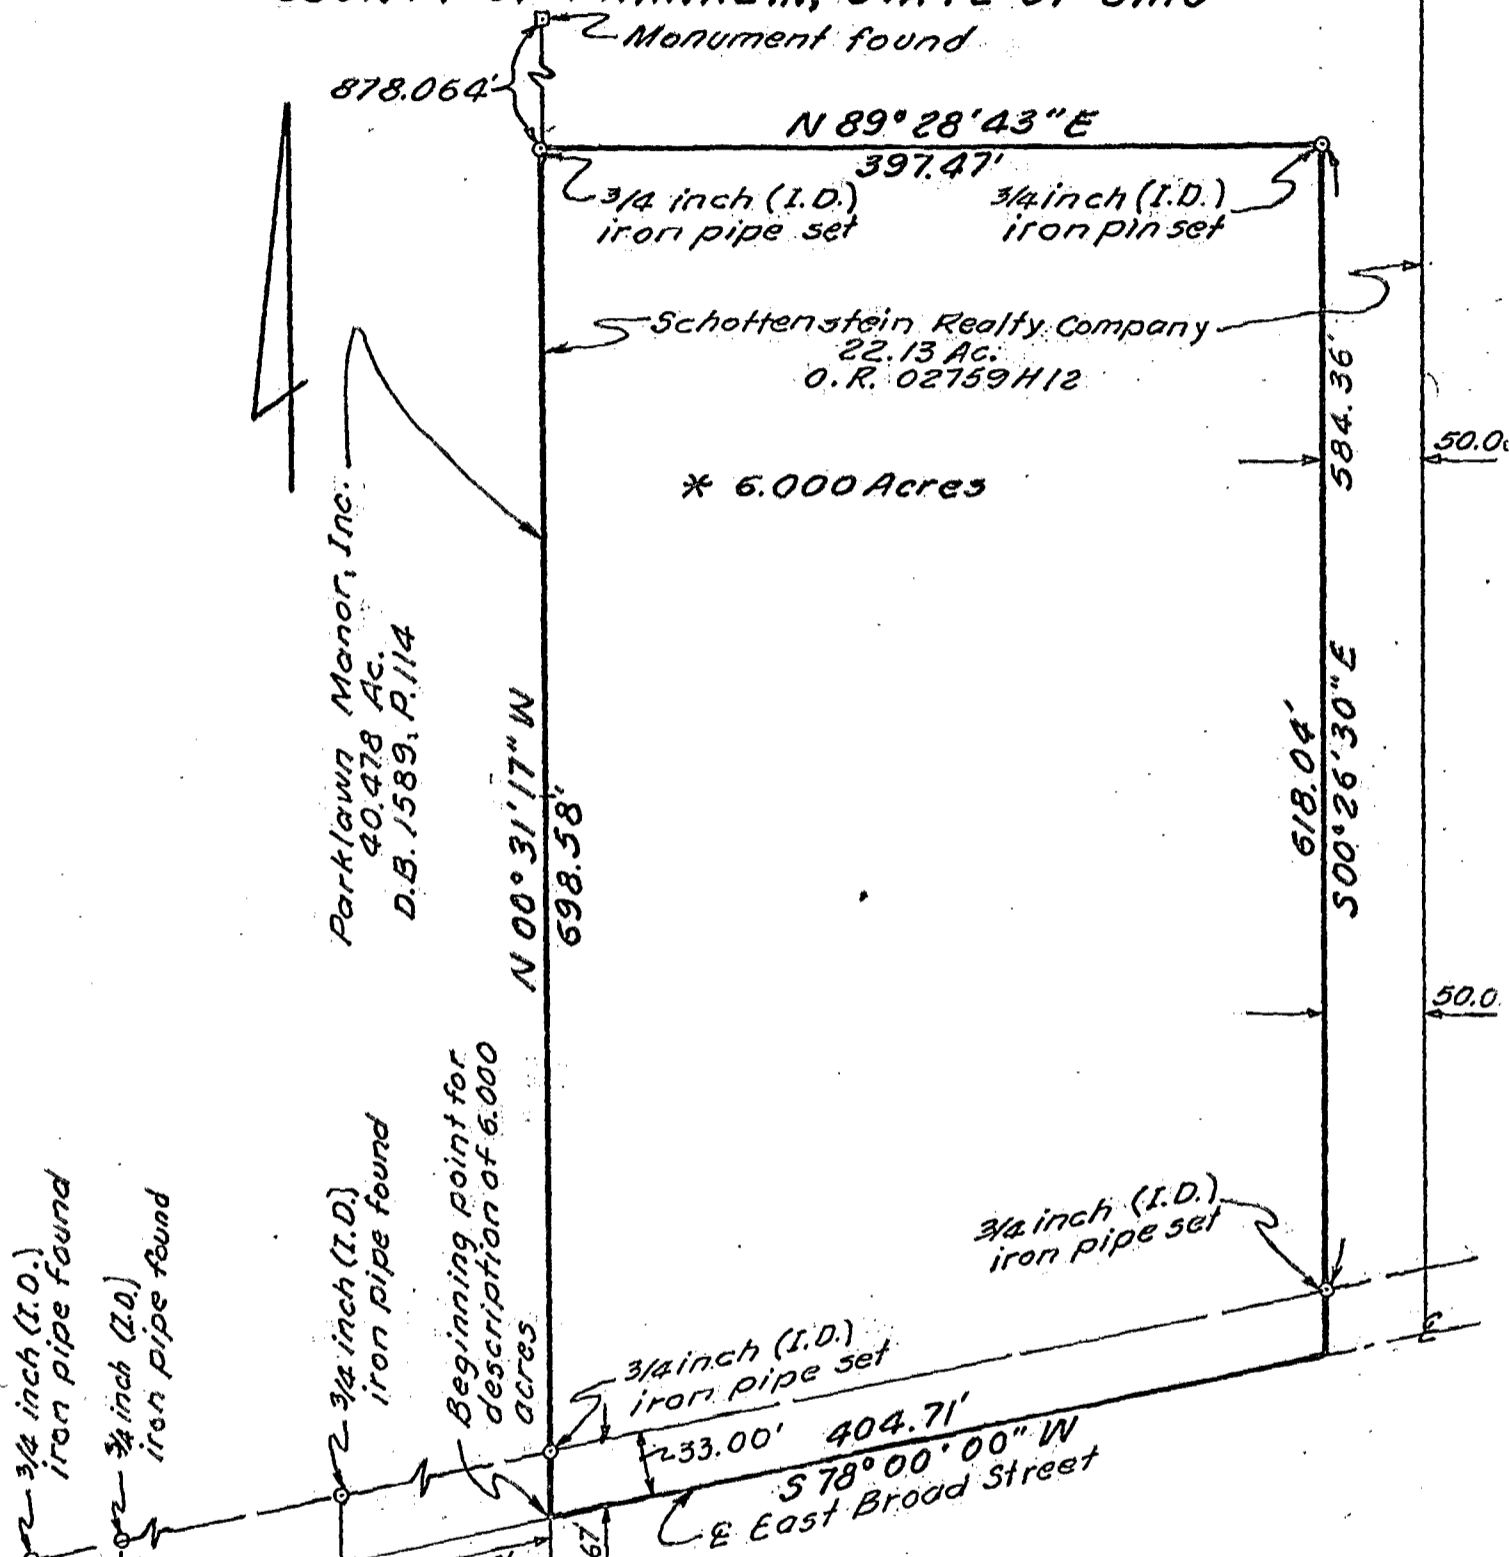 Monument found
878.064'
N 89° 28' 43" E
397.47'
3/4 inch (I.D.)
iron pipe set
3/4 inch (I.D.)
iron pin set
Schottenstein Realty Company
22.13 Ac.
O.R. 02759H12
584.36'
50.0
* 6.000 Acres
Parklawn Manor, Inc.
40.478 Ac.
D.B. 1589, P. 114
N 00° 31' 17" W
698.58'
618.04'
S 00° 26' 30" E
50.0
Beginning point for
description of 6.000
acres
3/4 inch (I.D.)
iron pipe found
3/4 inch (I.D.)
iron pipe found
3/4 inch (I.D.)
iron pipe found
3/4 inch (I.D.)
iron pipe set
3/4 inch (I.D.)
iron pipe set
33.00'
404.71'
S 78° 00' 00" W
℄ East Broad Street
℄
67'